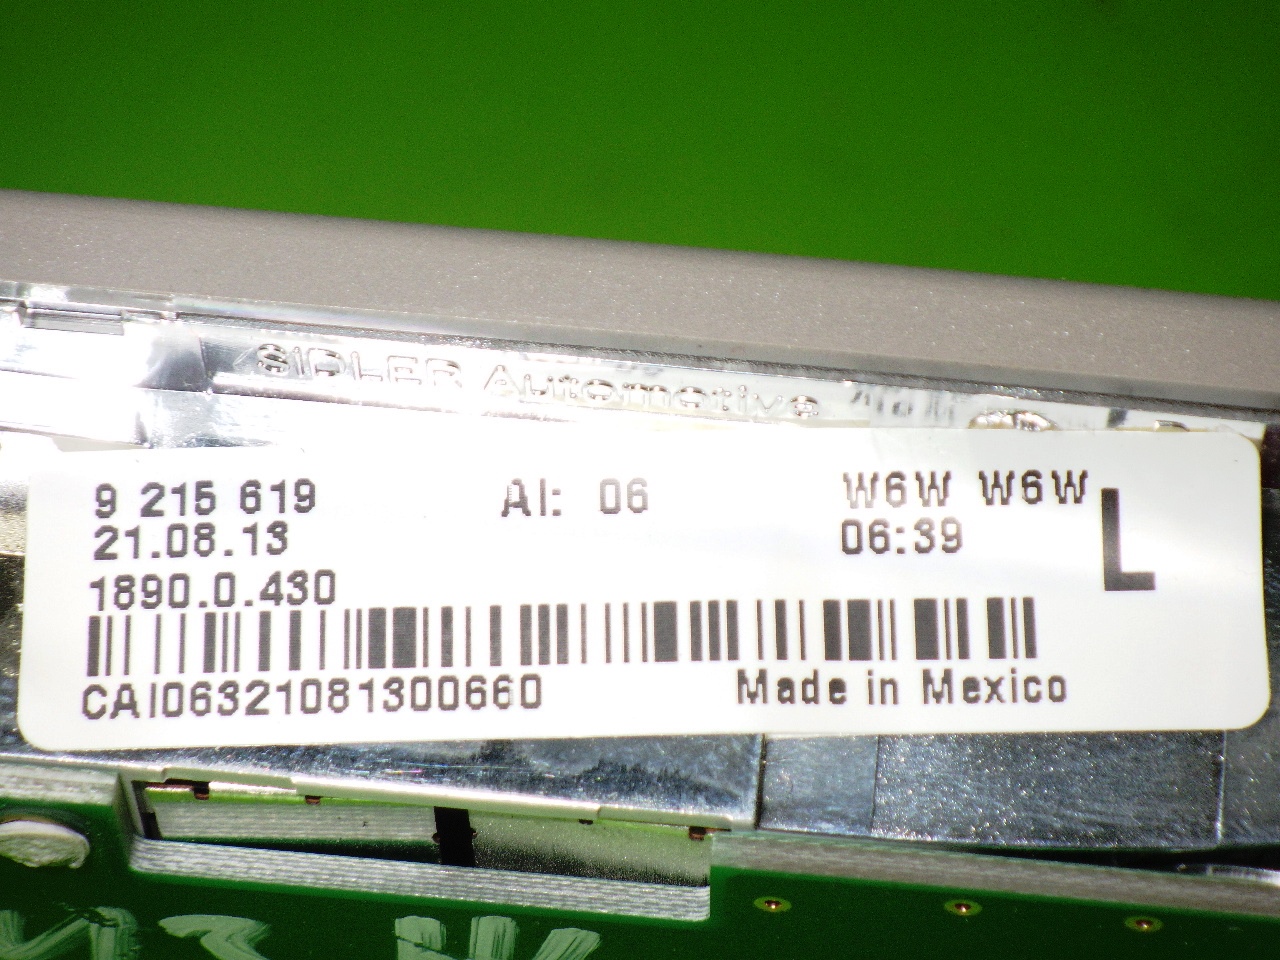 SIDLER Automotive
9 215 619 AI: 06 W6W W6W
21.08.13 06:39 L
1890.0.430
CAI06321081300660 Made in Mexico